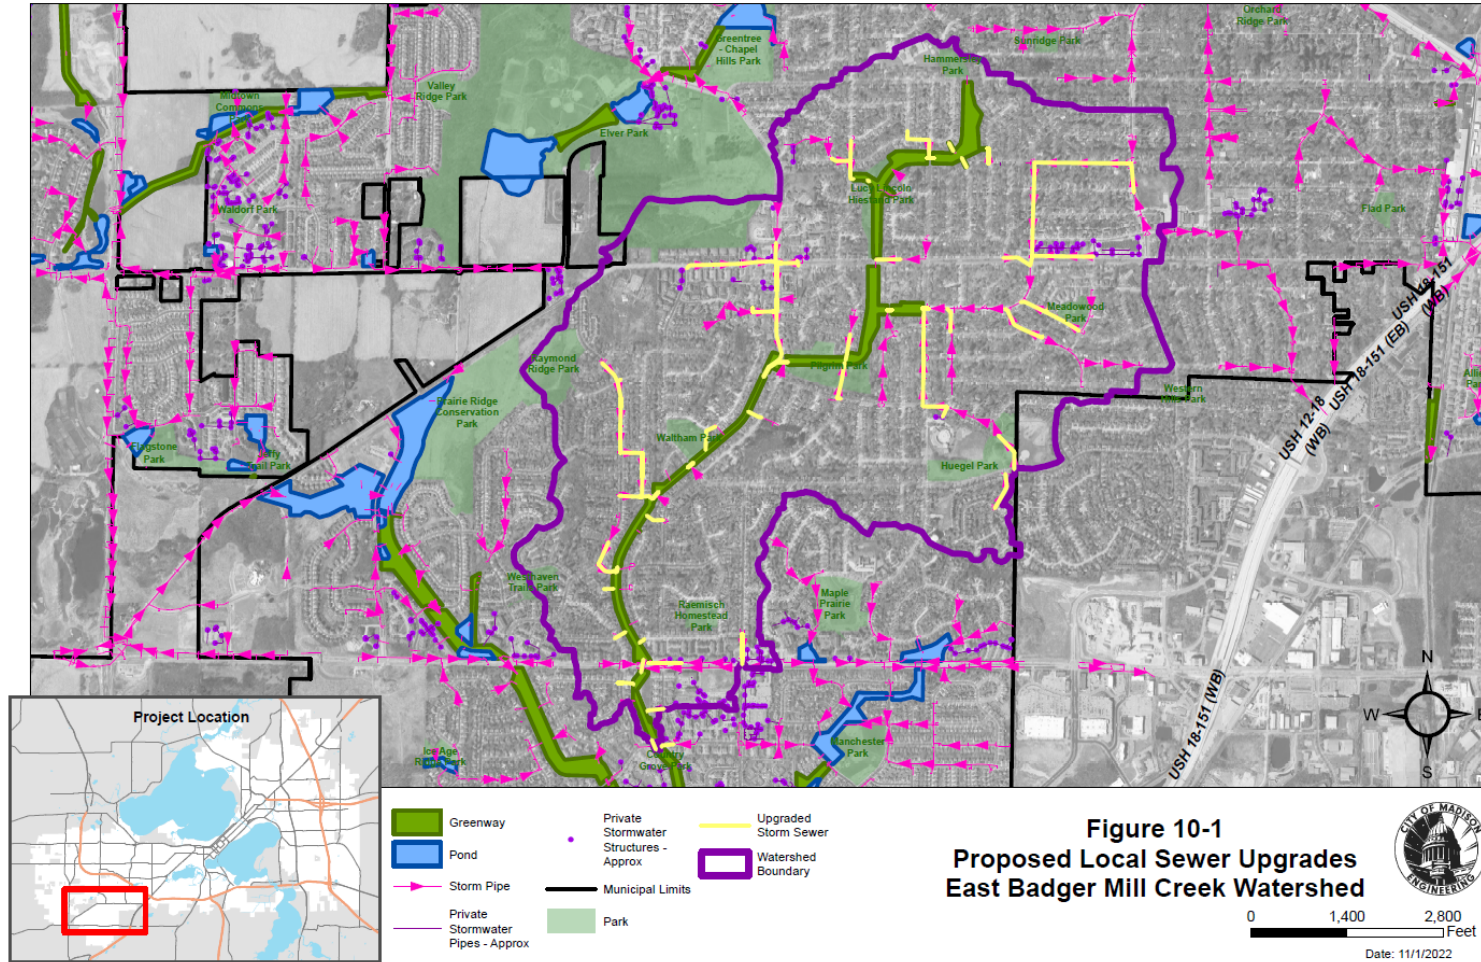 Orchard
Ridge Park
Greentree
- Chapel
Hills Park
Sunridge Park
Hammersley
Park
Valley
Ridge Park
Midtown
Commons
Elver Park
Lucy Lincoln
Hiestand Park
Waldorf Park
Flad Park
USH 18-151
(WB)
Meadowood
Park
USH 18-151 (EB)
Raymond
Ridge Park
Pilgrim Park
Western
Hills Park
Prairie Ridge
Conservation
Park
USH 12-18
(WB)
Waltham Park
Flagstone
Park
Huegel Park
Westhaven
Trails Park
Maple
Prairie
Park
Raemisch
Homestead
Park
USH 18-151 (WB)
Manchester
Park
Ice Age
Ridge Park
Country
Grove Park
N
W
S
Project Location
Greenway
Pond
Storm Pipe
Private
Stormwater
Pipes - Approx
Private
Stormwater
Structures -
Approx
Municipal Limits
Park
Upgraded
Storm Sewer
Watershed
Boundary
Figure 10-1
Proposed Local Sewer Upgrades
East Badger Mill Creek Watershed
CITY OF MADISON
ENGINEERING
0 1,400 2,800
Feet
Date: 11/1/2022